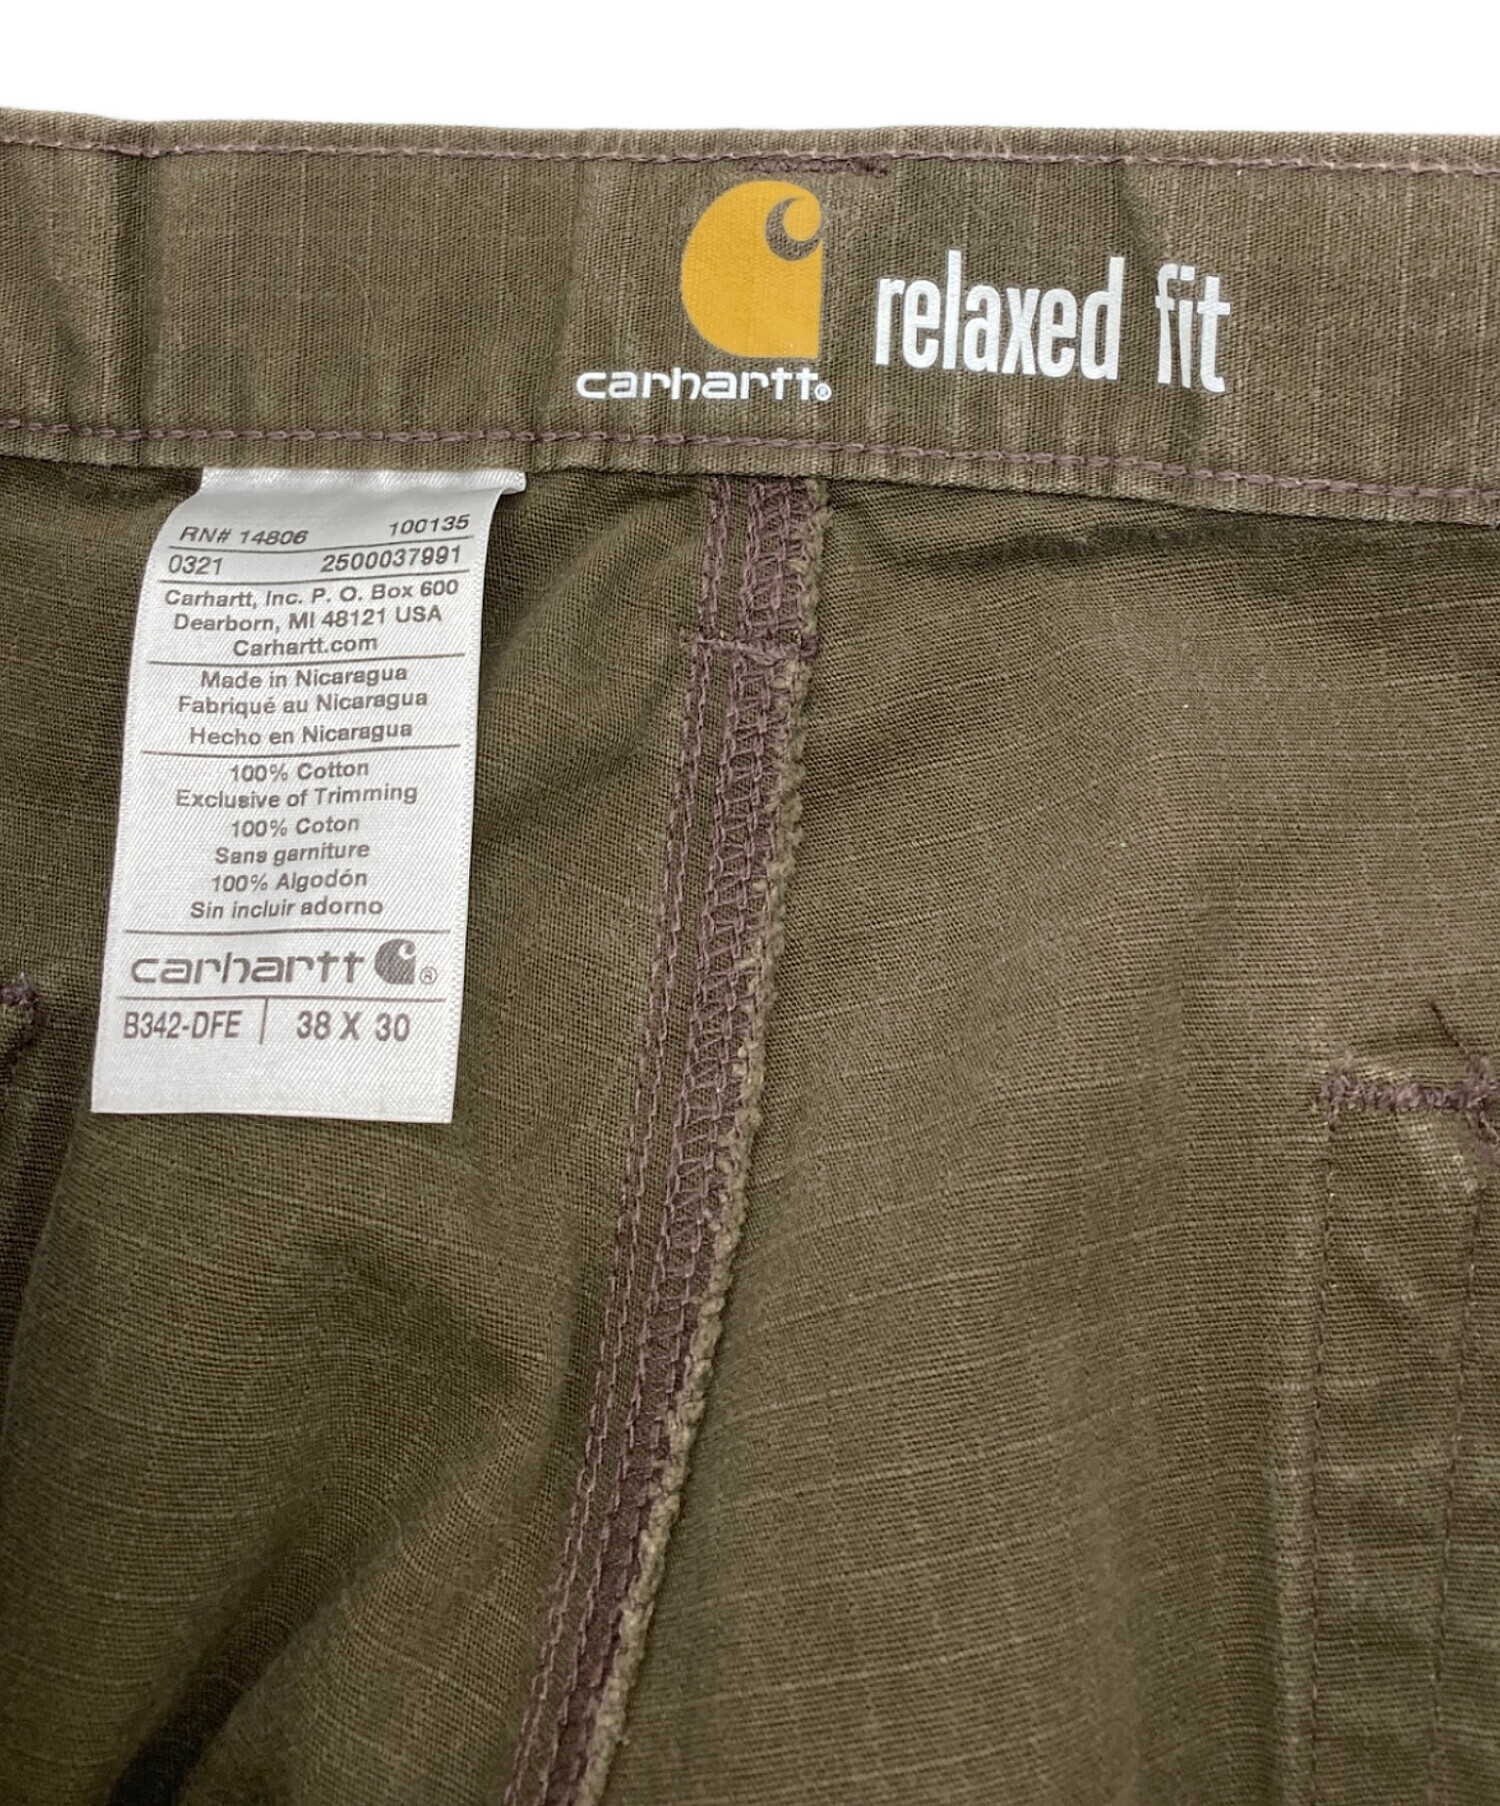 carhartt® relaxed fit
RN# 14806 100135
0321 2500037991
Carhartt, Inc. P. O. Box 600
Dearborn, MI 48121 USA
Carhartt.com
Made in Nicaragua
Fabriqué au Nicaragua
Hecho en Nicaragua
100% Cotton
Exclusive of Trimming
100% Coton
Sans garniture
100% Algodón
Sin incluir adorno
carhartt®
B342-DFE 38 X 30